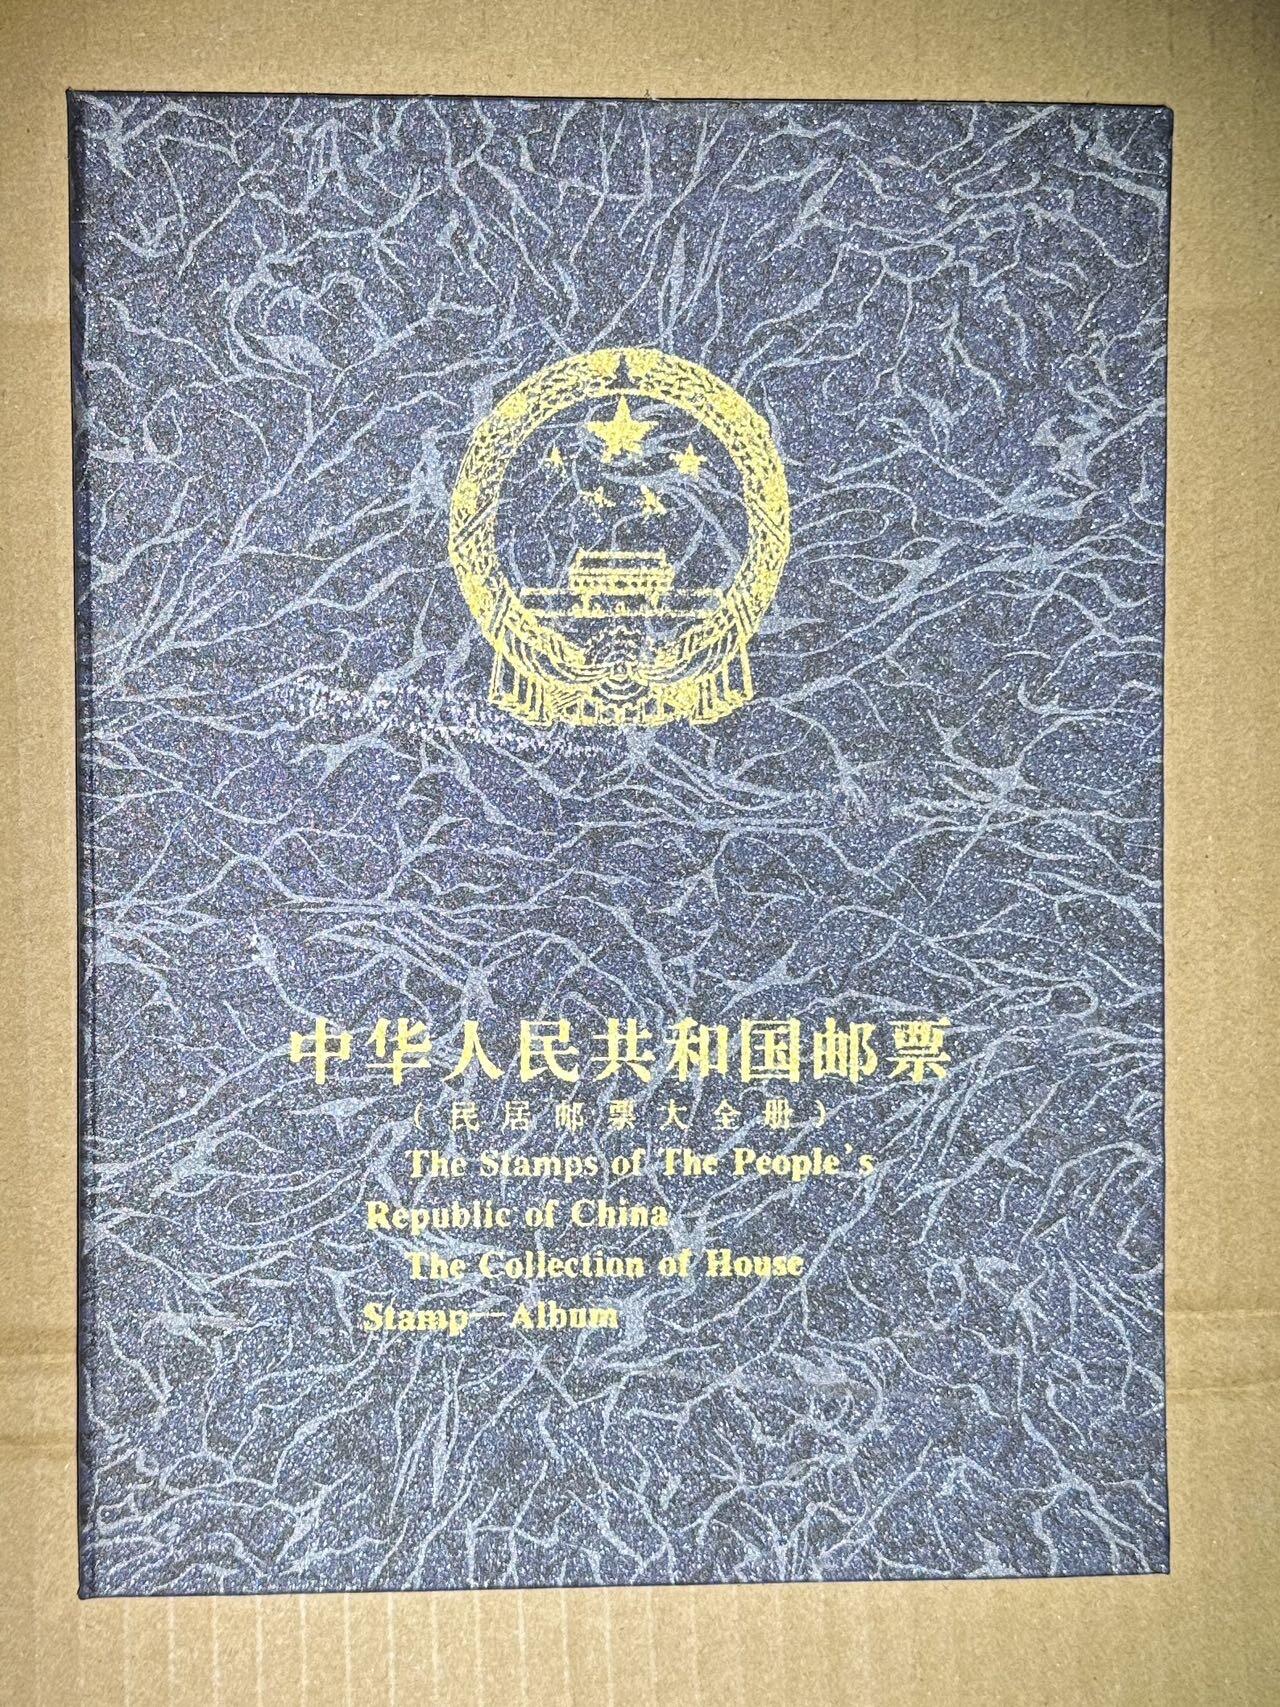 中华人民共和国邮票
（民居邮票大全册）
The Stamps of The People's
Republic of China
The Collection of House
Stamp—Album